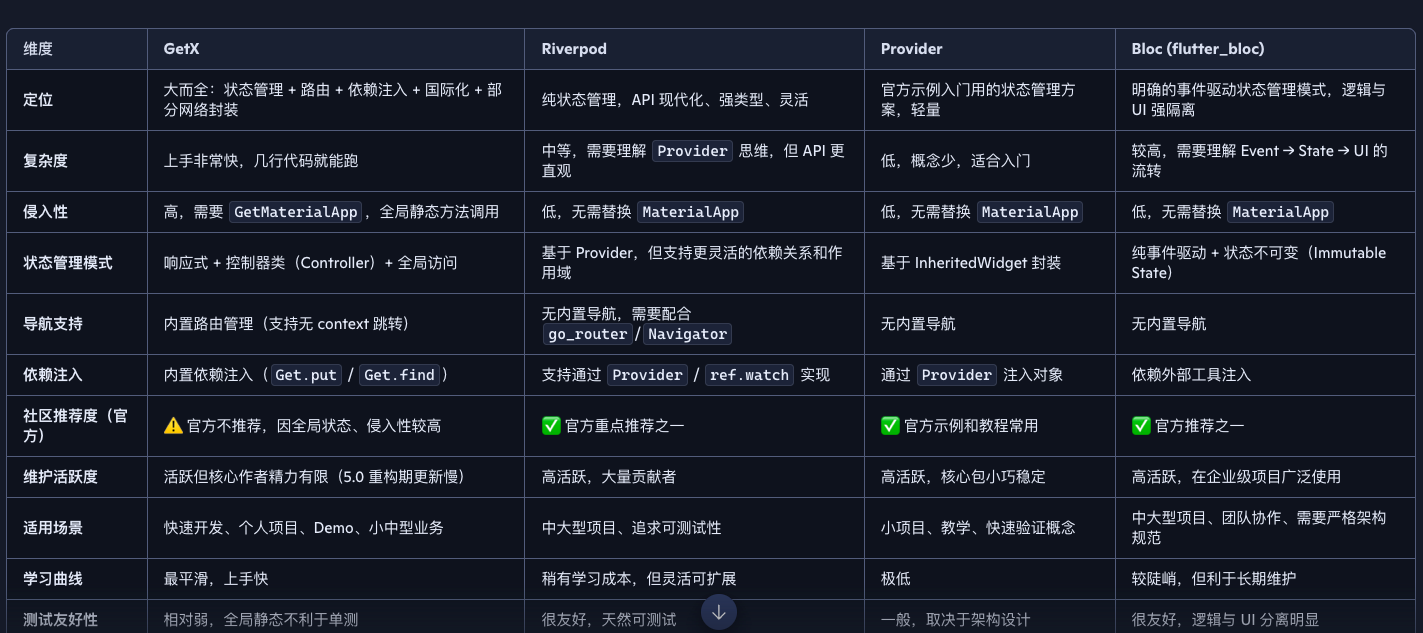 维度 GetX Riverpod Provider Bloc (flutter_bloc)
定位 大而全：状态管理 + 路由 + 依赖注入 + 国际化 + 部分网络封装 纯状态管理，API 现代化、强类型、灵活 官方示例入门用的状态管理方案，轻量 明确的事件驱动状态管理模式，逻辑与 UI 强隔离
复杂度 上手非常快，几行代码就能跑 中等，需要理解 Provider 思维，但 API 更直观 低，概念少，适合入门 较高，需要理解 Event → State → UI 的流转
侵入性 高，需要 GetMaterialApp，全局静态方法调用 低，无需替换 MaterialApp 低，无需替换 MaterialApp 低，无需替换 MaterialApp
状态管理模式 响应式 + 控制器类（Controller）+ 全局访问 基于 Provider，但支持更灵活的依赖关系和作用域 基于 InheritedWidget 封装 纯事件驱动 + 状态不可变（Immutable State）
导航支持 内置路由管理（支持无 context 跳转） 无内置导航，需要配合 go_router / Navigator 无内置导航 无内置导航
依赖注入 内置依赖注入（Get.put / Get.find） 支持通过 Provider / ref.watch 实现 通过 Provider 注入对象 依赖外部工具注入
社区推荐度（官方） ⚠️ 官方不推荐，因全局状态、侵入性较高 ✅ 官方重点推荐之一 ✅ 官方示例和教程常用 ✅ 官方推荐之一
维护活跃度 活跃但核心作者精力有限（5.0 重构期更新慢） 高活跃，大量贡献者 高活跃，核心包小巧稳定 高活跃，在企业级项目广泛使用
适用场景 快速开发、个人项目、Demo、小中型业务 中大型项目、追求可测试性 小项目、教学、快速验证概念 中大型项目、团队协作、需要严格架构规范
学习曲线 最平滑，上手快 稍有学习成本，但灵活可扩展 极低 较陡峭，但利于长期维护
测试友好性 相对弱，全局静态不利于单测 很友好，天然可测试 一般，取决于架构设计 很友好，逻辑与 UI 分离明显